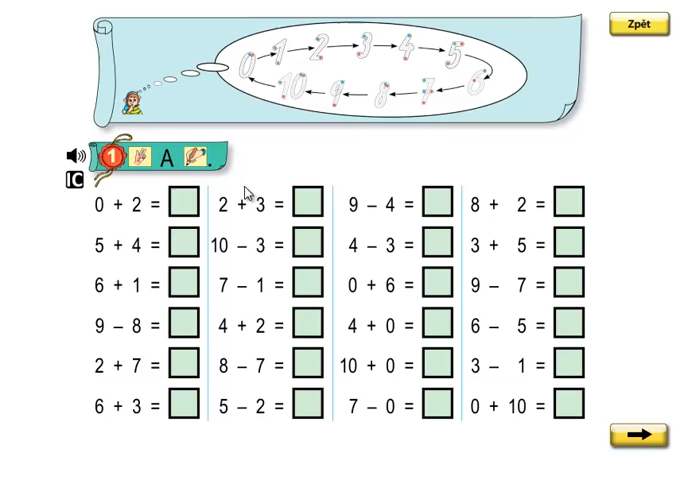 Zpět
0 1 2 3 4 5
10 9 8 7 6
1 A .
0 + 2 = 2 + 3 = 9 – 4 = 8 + 2 =
5 + 4 = 10 – 3 = 4 – 3 = 3 + 5 =
6 + 1 = 7 – 1 = 0 + 6 = 9 – 7 =
9 – 8 = 4 + 2 = 4 + 0 = 6 – 5 =
2 + 7 = 8 – 7 = 10 + 0 = 3 – 1 =
6 + 3 = 5 – 2 = 7 – 0 = 0 + 10 =